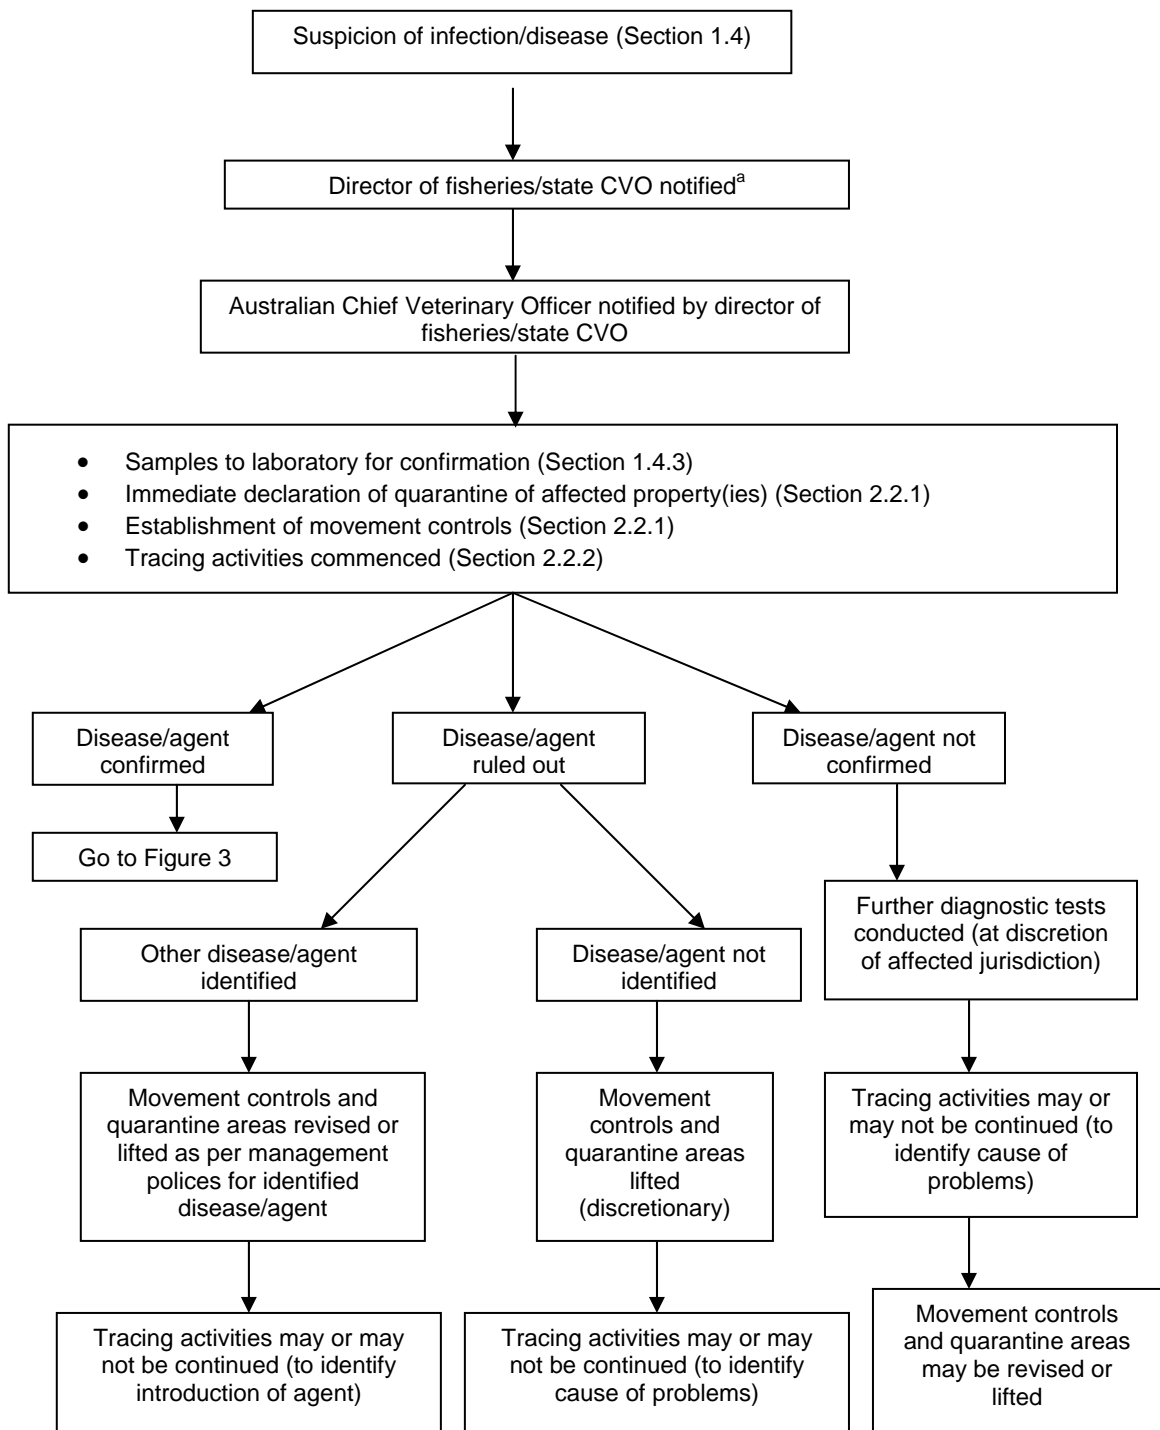 Suspicion of infection/disease (Section 1.4)
Director of fisheries/state CVO notifiedᵃ
Australian Chief Veterinary Officer notified by director of
fisheries/state CVO
• Samples to laboratory for confirmation (Section 1.4.3)
• Immediate declaration of quarantine of affected property(ies) (Section 2.2.1)
• Establishment of movement controls (Section 2.2.1)
• Tracing activities commenced (Section 2.2.2)
Disease/agent
confirmed
Disease/agent
ruled out
Disease/agent not
confirmed
Go to Figure 3
Other disease/agent
identified
Disease/agent not
identified
Further diagnostic tests
conducted (at discretion
of affected jurisdiction)
Movement controls and
quarantine areas revised or
lifted as per management
polices for identified
disease/agent
Movement
controls and
quarantine areas
lifted
(discretionary)
Tracing activities may or
may not be continued (to
identify cause of
problems)
Tracing activities may or may
not be continued (to identify
introduction of agent)
Tracing activities may or may
not be continued (to identify
cause of problems)
Movement controls
and quarantine areas
may be revised or
lifted